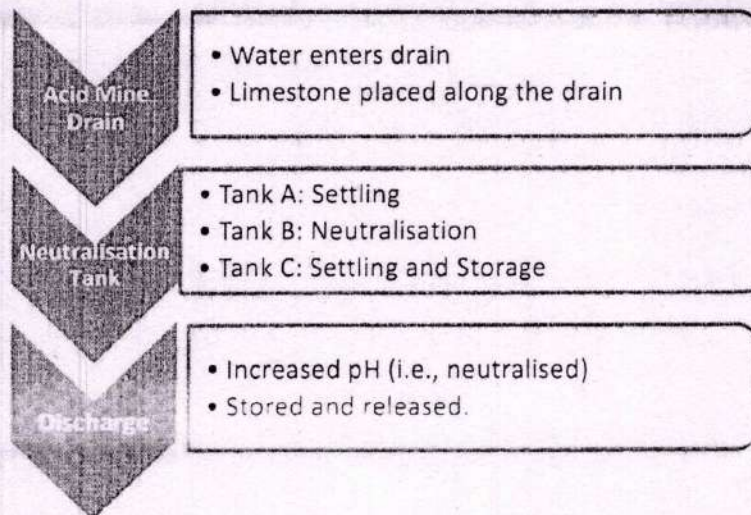 Acid Mine
Drain
• Water enters drain
• Limestone placed along the drain
Neutralisation
Tank
• Tank A: Settling
• Tank B: Neutralisation
• Tank C: Settling and Storage
Discharge
• Increased pH (i.e., neutralised)
• Stored and released.